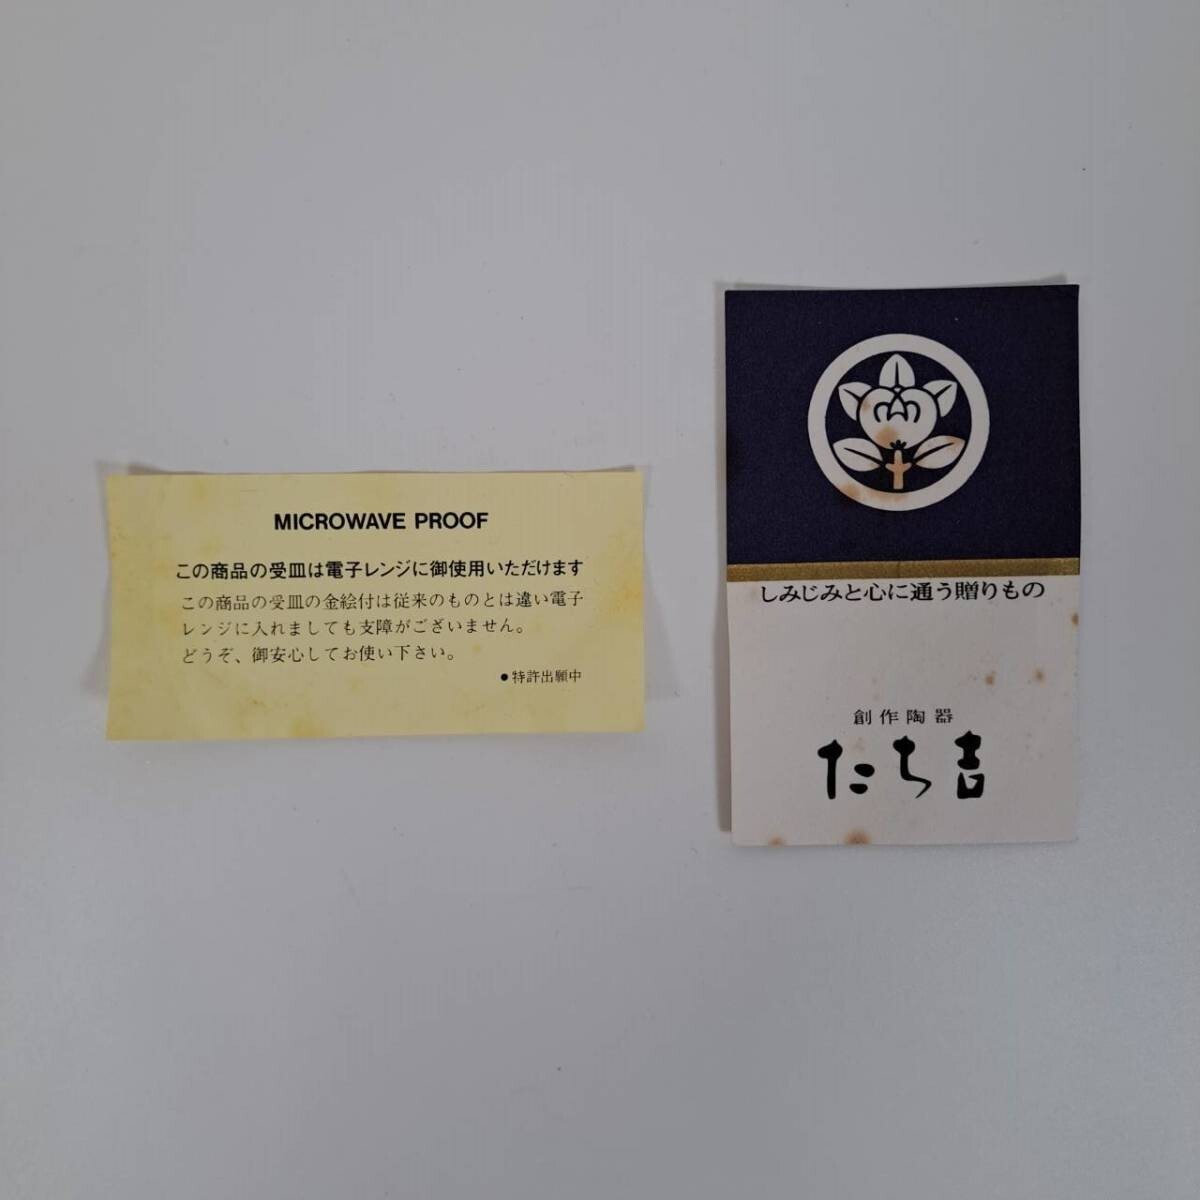 MICROWAVE PROOF
この商品の受皿は電子レンジに御使用いただけます
この商品の受皿の金絵付は従来のものとは違い電子
レンジに入れましても支障がございません。
どうぞ、御安心してお使い下さい。
●特許出願中
しみじみと心に通う贈りもの
創作陶器
たち吉